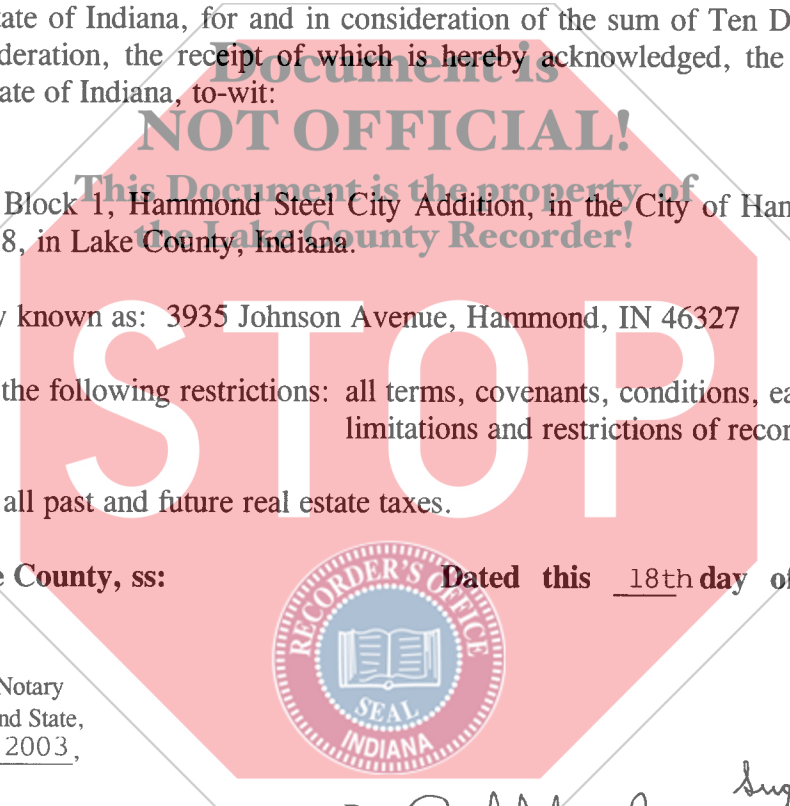 tate of Indiana, for and in consideration of the sum of Ten D
deration, the receipt of which is hereby acknowledged, the
Document is
ate of Indiana, to-wit:
NOT OFFICIAL!
This Document is the property of
Block 1, Hammond Steel City Addition, in the City of Ham
the Lake County Recorder!
8, in Lake County, Indiana.
y known as: 3935 Johnson Avenue, Hammond, IN 46327
STOP
the following restrictions: all terms, covenants, conditions, ea
limitations and restrictions of recor
all past and future real estate taxes.
e County, ss:
Dated this 18th day of
RECORDER'S OFFICE
SEAL
INDIANA
Notary
nd State,
2003,